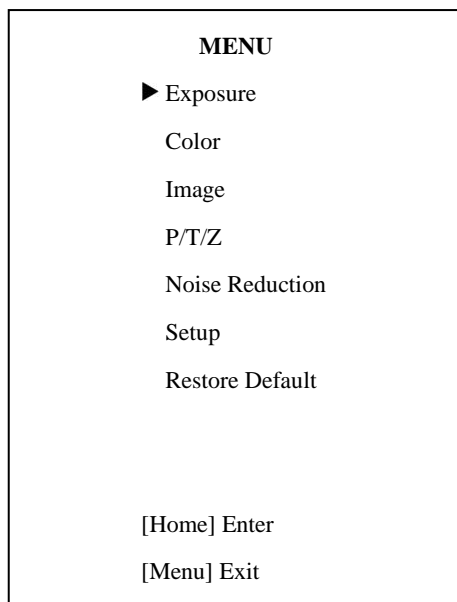 MENU
▶ Exposure
Color
Image
P/T/Z
Noise Reduction
Setup
Restore Default
[Home] Enter
[Menu] Exit